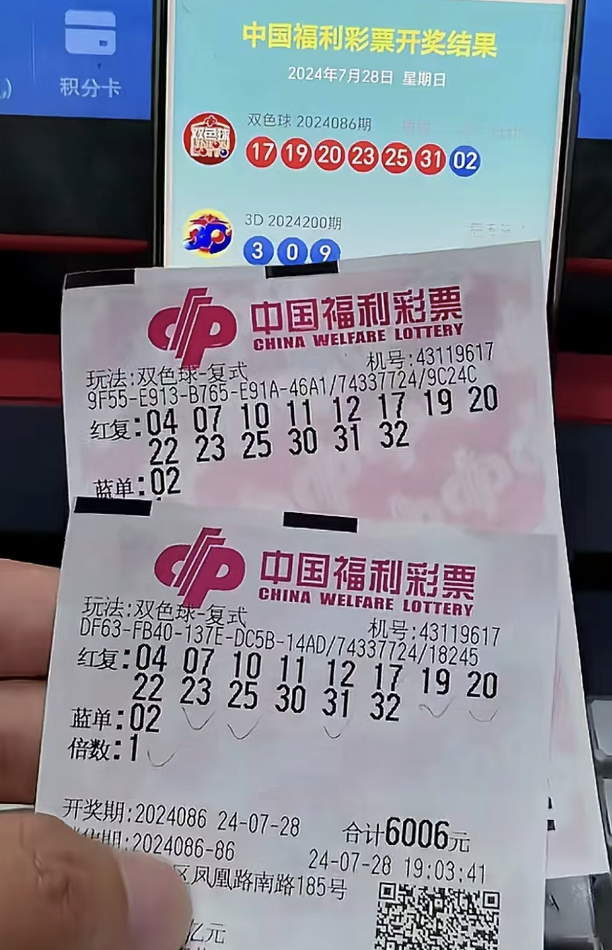 积分卡
中国福利彩票开奖结果
2024年7月28日 星期日
双色球 2024086期
双色球
17 19 20 23 25 31 02
3D 2024200期
3D
3 0 9
中国福利彩票
CHINA WELFARE LOTTERY
玩法:双色球-复式 机号:43119617
9F55-E913-B765-E91A-46A1/74337724/9C24C
红复:04 07 10 11 12 17 19 20
22 23 25 30 31 32
蓝单:02
中国福利彩票
CHINA WELFARE LOTTERY
玩法:双色球-复式 机号:43119617
DF63-FB40-137E-DC5B-14AD/74337724/18245
红复:04 07 10 11 12 17 19 20
22 23 25 30 31 32
蓝单:02
倍数:1
开奖期:2024086 24-07-28 合计6006元
期:2024086-86 24-07-28 19:03:41
区凤凰路南路185号
亿元